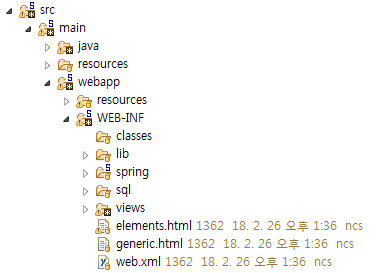 src
main
java
resources
webapp
resources
WEB-INF
classes
lib
spring
sql
views
elements.html 1362 18. 2. 26 오후 1:36 ncs
generic.html 1362 18. 2. 26 오후 1:36 ncs
web.xml 1362 18. 2. 26 오후 1:36 ncs